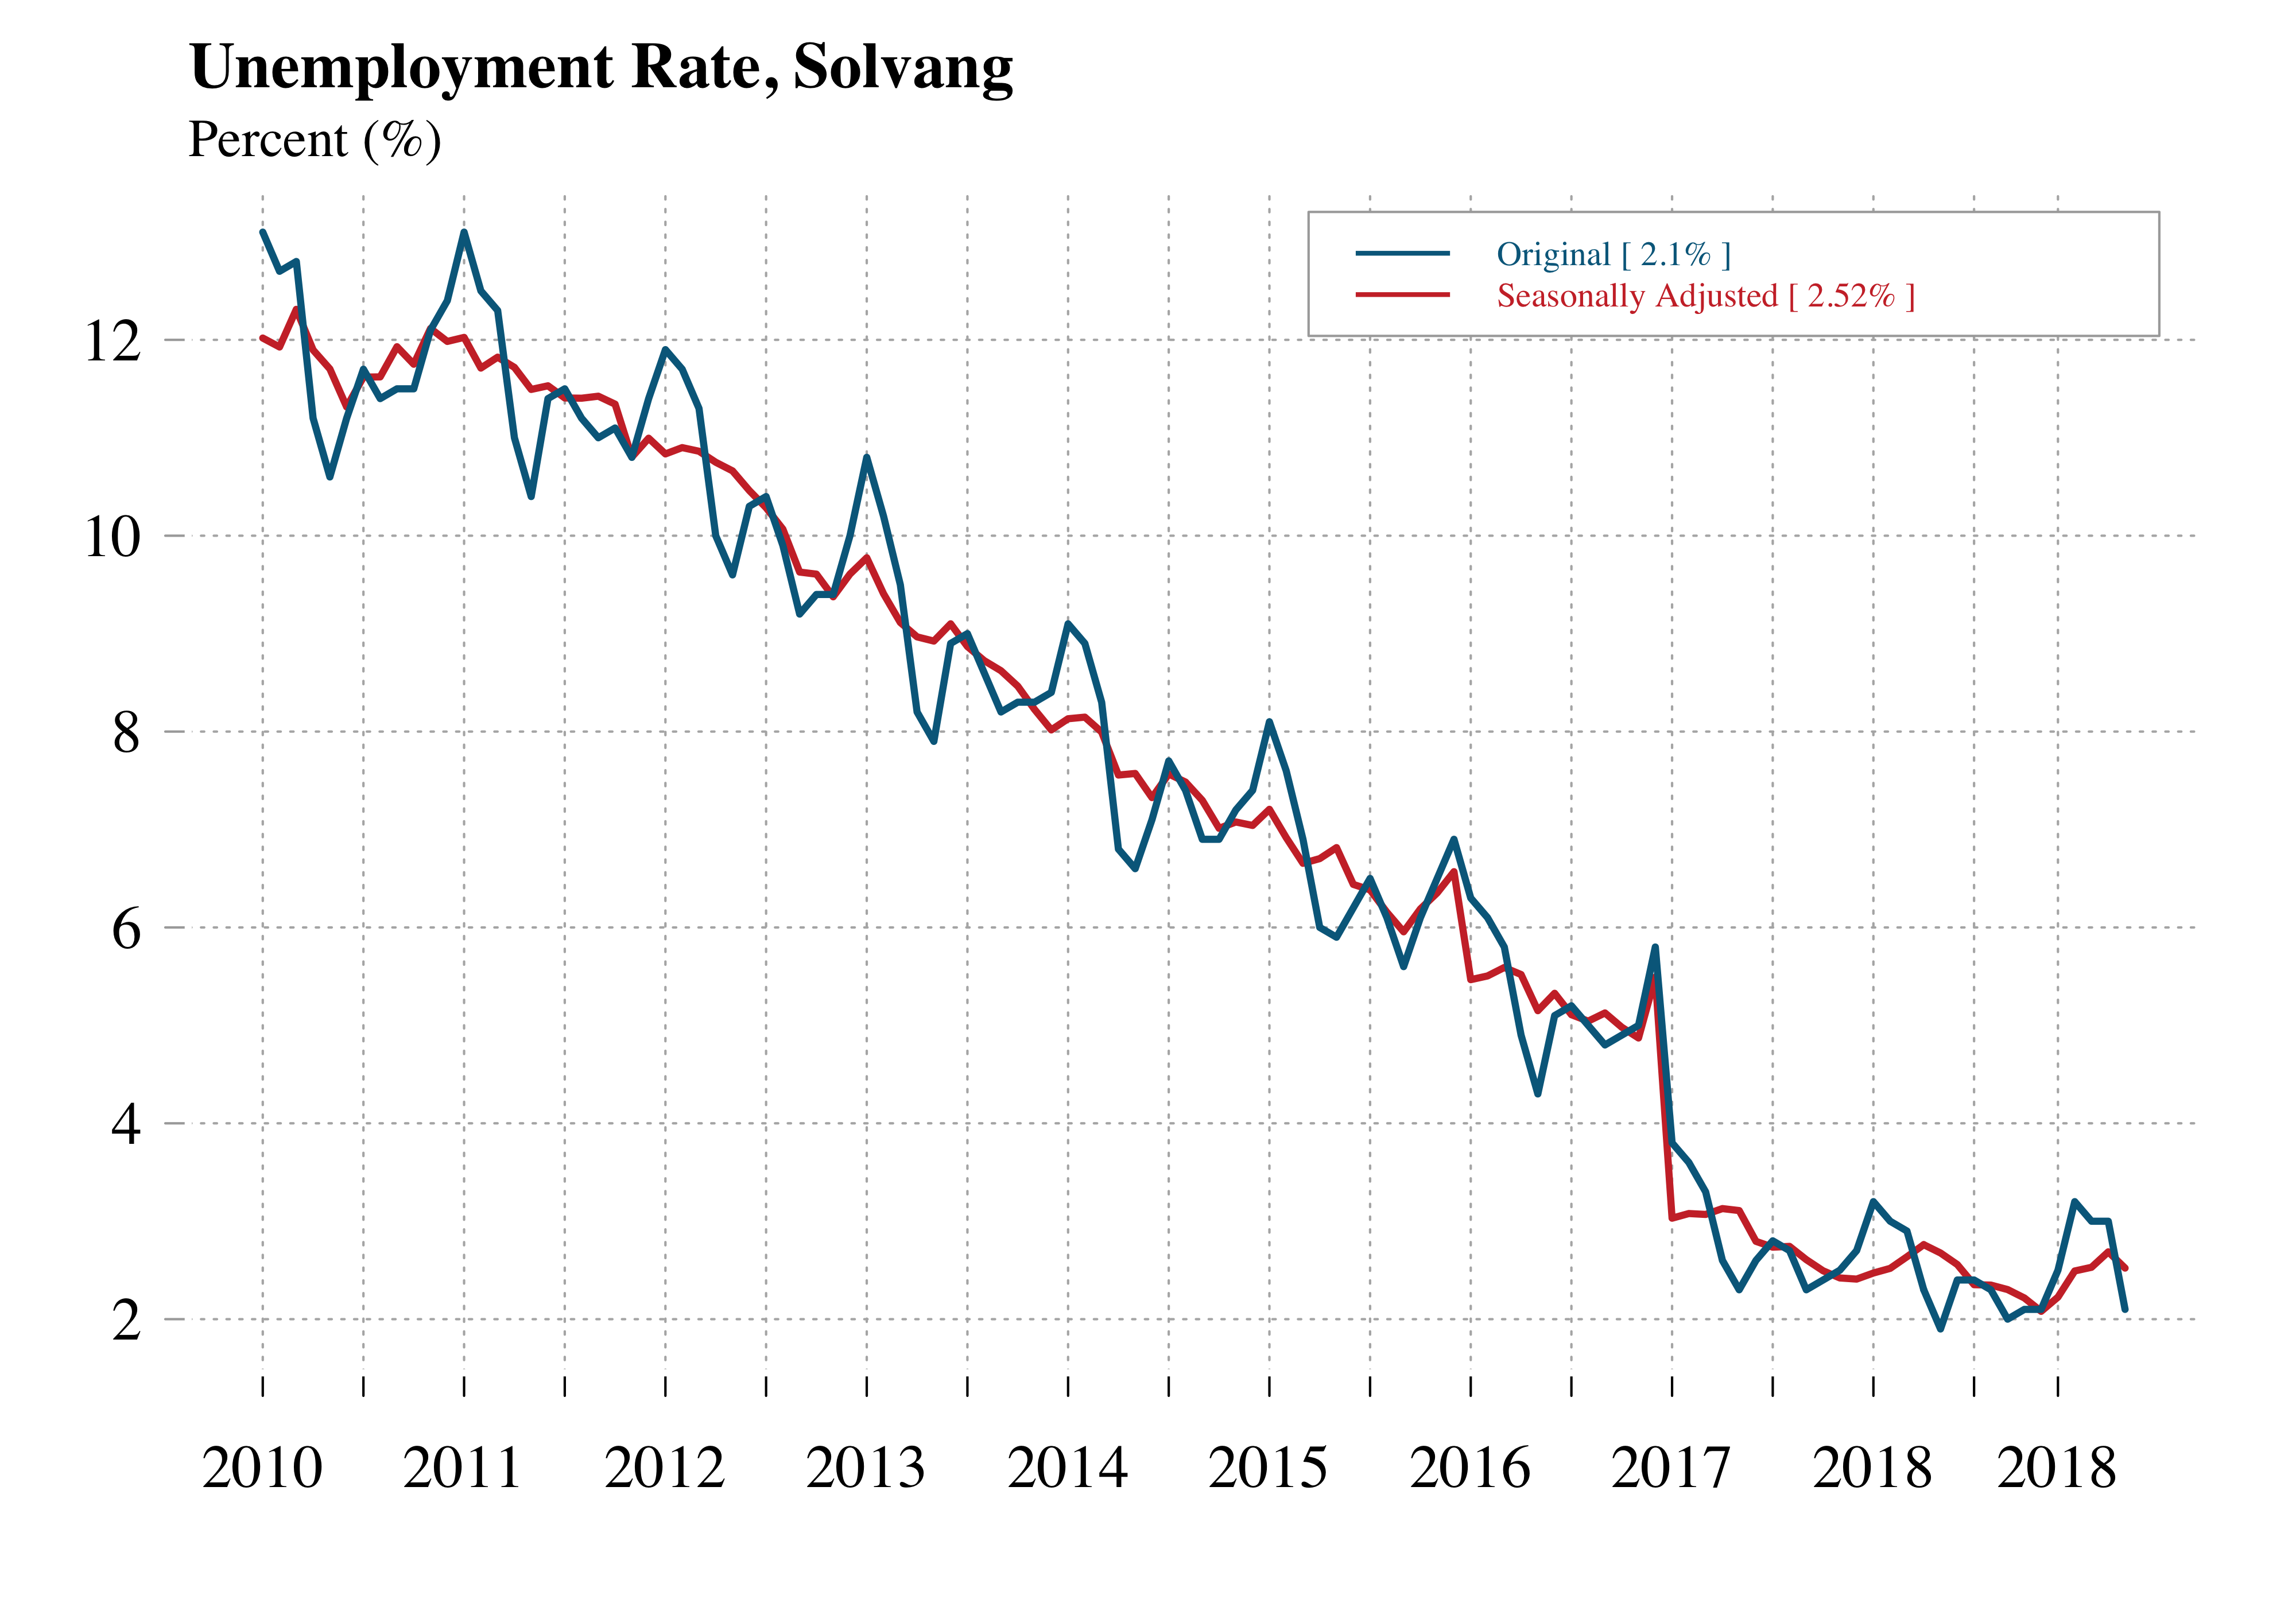 Unemployment Rate, Solvang
Percent (%)
Original [ 2.1% ]
Seasonally Adjusted [ 2.52% ]
12
10
8
6
4
2
2010 2011 2012 2013 2014 2015 2016 2017 2018 2018